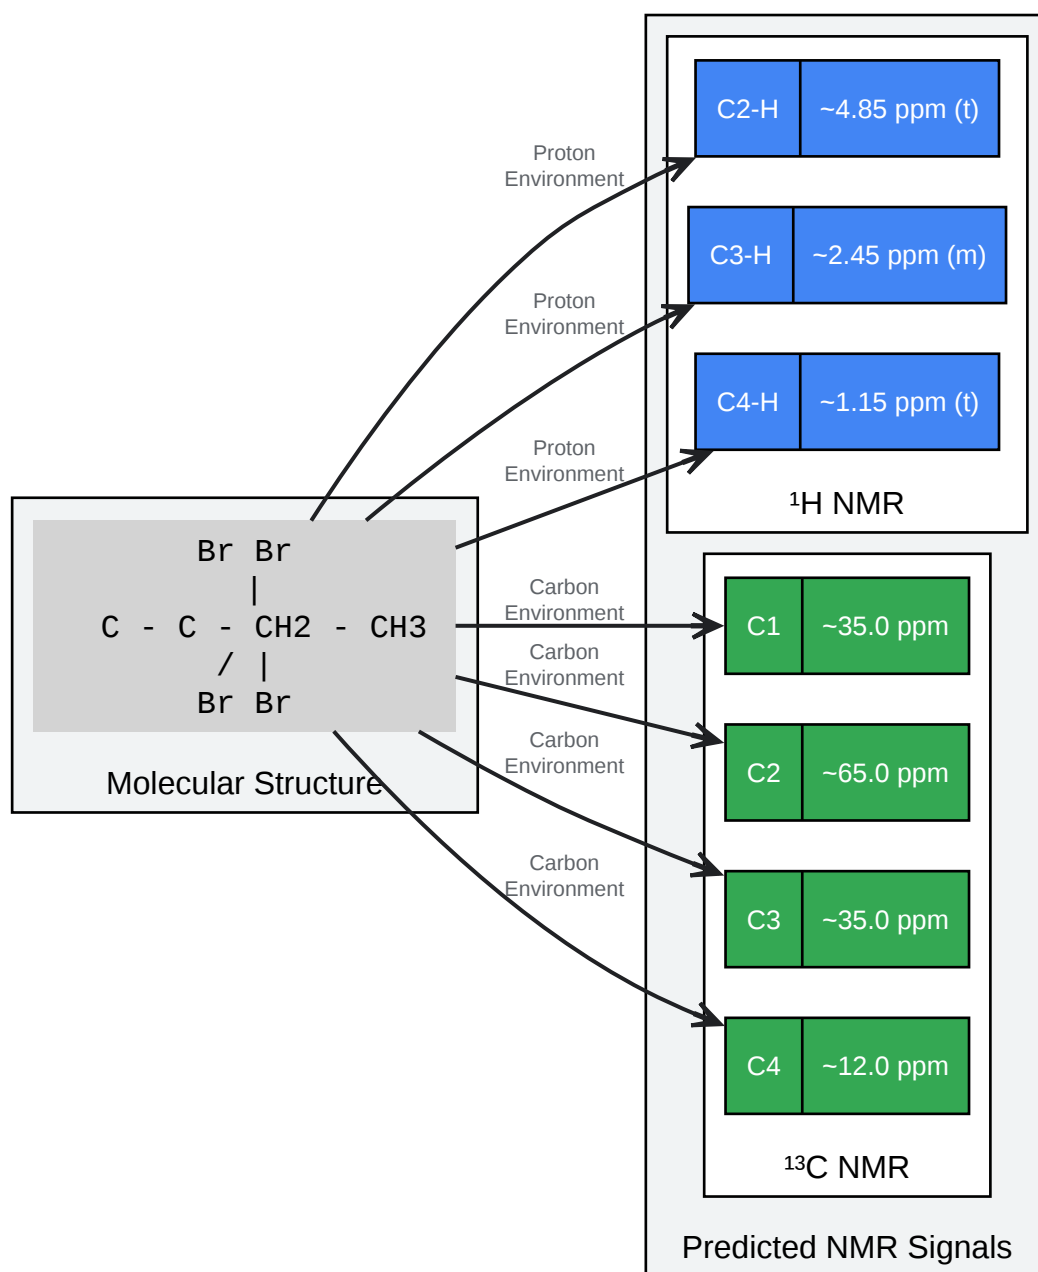 C2-H ~4.85 ppm (t)
Proton
Environment
C3-H ~2.45 ppm (m)
Proton
Environment
C4-H ~1.15 ppm (t)
Proton
Environment
¹H NMR
Br Br
|
C - C - CH2 - CH3
/ |
Br Br
Molecular Structure
Carbon
Environment
C1 ~35.0 ppm
Carbon
Environment
C2 ~65.0 ppm
Carbon
Environment
C3 ~35.0 ppm
Carbon
Environment
C4 ~12.0 ppm
¹³C NMR
Predicted NMR Signals